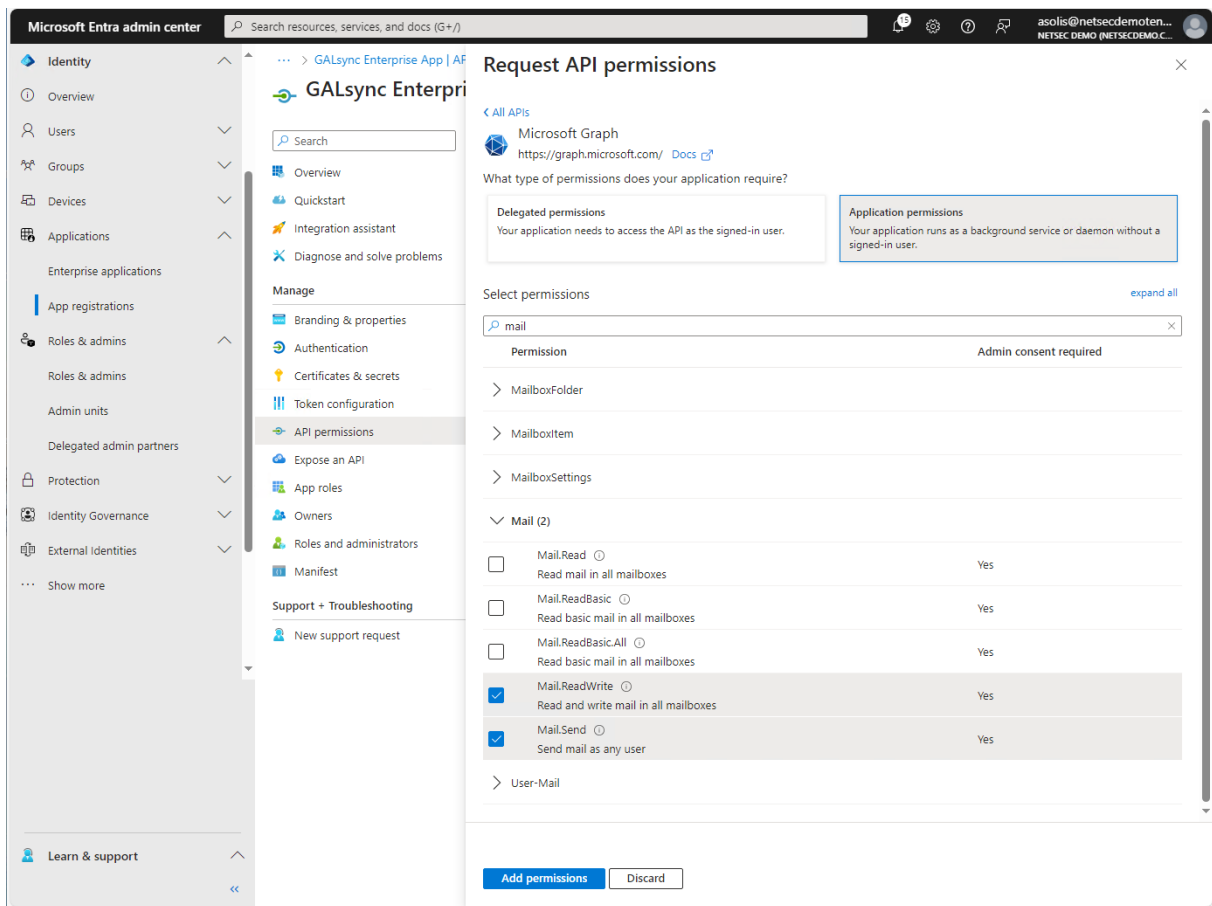 Microsoft Entra admin center
Search resources, services, and docs (G+/)
15
asolis@netsecdemoten...
NETSEC DEMO (NETSECDEMO.C...
Identity
Overview
Users
Groups
Devices
Applications
Enterprise applications
App registrations
Roles & admins
Roles & admins
Admin units
Delegated admin partners
Protection
Identity Governance
External Identities
Show more
Learn & support
«
... > GALsync Enterprise App | AP
GALsync Enterpri
Search
Overview
Quickstart
Integration assistant
Diagnose and solve problems
Manage
Branding & properties
Authentication
Certificates & secrets
Token configuration
API permissions
Expose an API
App roles
Owners
Roles and administrators
Manifest
Support + Troubleshooting
New support request
Request API permissions
All APIs
Microsoft Graph
https://graph.microsoft.com/ Docs
What type of permissions does your application require?
Delegated permissions
Your application needs to access the API as the signed-in user.
Application permissions
Your application runs as a background service or daemon without a
signed-in user.
Select permissions
expand all
mail
Permission Admin consent required
MailboxFolder
MailboxItem
MailboxSettings
Mail (2)
Mail.Read
Read mail in all mailboxes
Yes
Mail.ReadBasic
Read basic mail in all mailboxes
Yes
Mail.ReadBasic.All
Read basic mail in all mailboxes
Yes
Mail.ReadWrite
Read and write mail in all mailboxes
Yes
Mail.Send
Send mail as any user
Yes
User-Mail
Add permissions Discard